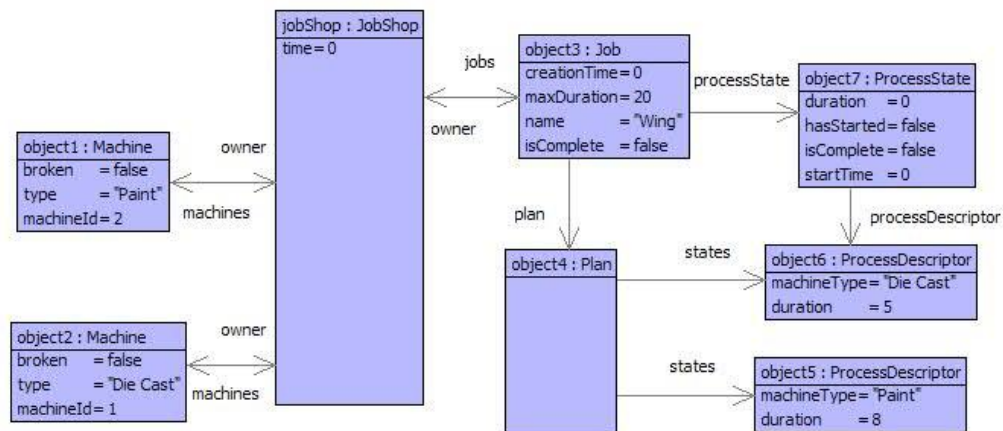 jobShop : JobShop
time=0
object3 : Job
creationTime=0
maxDuration=20
name ="Wing"
isComplete =false
jobs
owner
processState
object7 : ProcessState
duration =0
hasStarted=false
isComplete=false
startTime =0
object1 : Machine
broken =false
type ="Paint"
machineId=2
owner
machines
plan
processDescriptor
object4 : Plan
states
object6 : ProcessDescriptor
machineType="Die Cast"
duration =5
object2 : Machine
broken =false
type ="Die Cast"
machineId=1
owner
machines
states
object5 : ProcessDescriptor
machineType="Paint"
duration =8